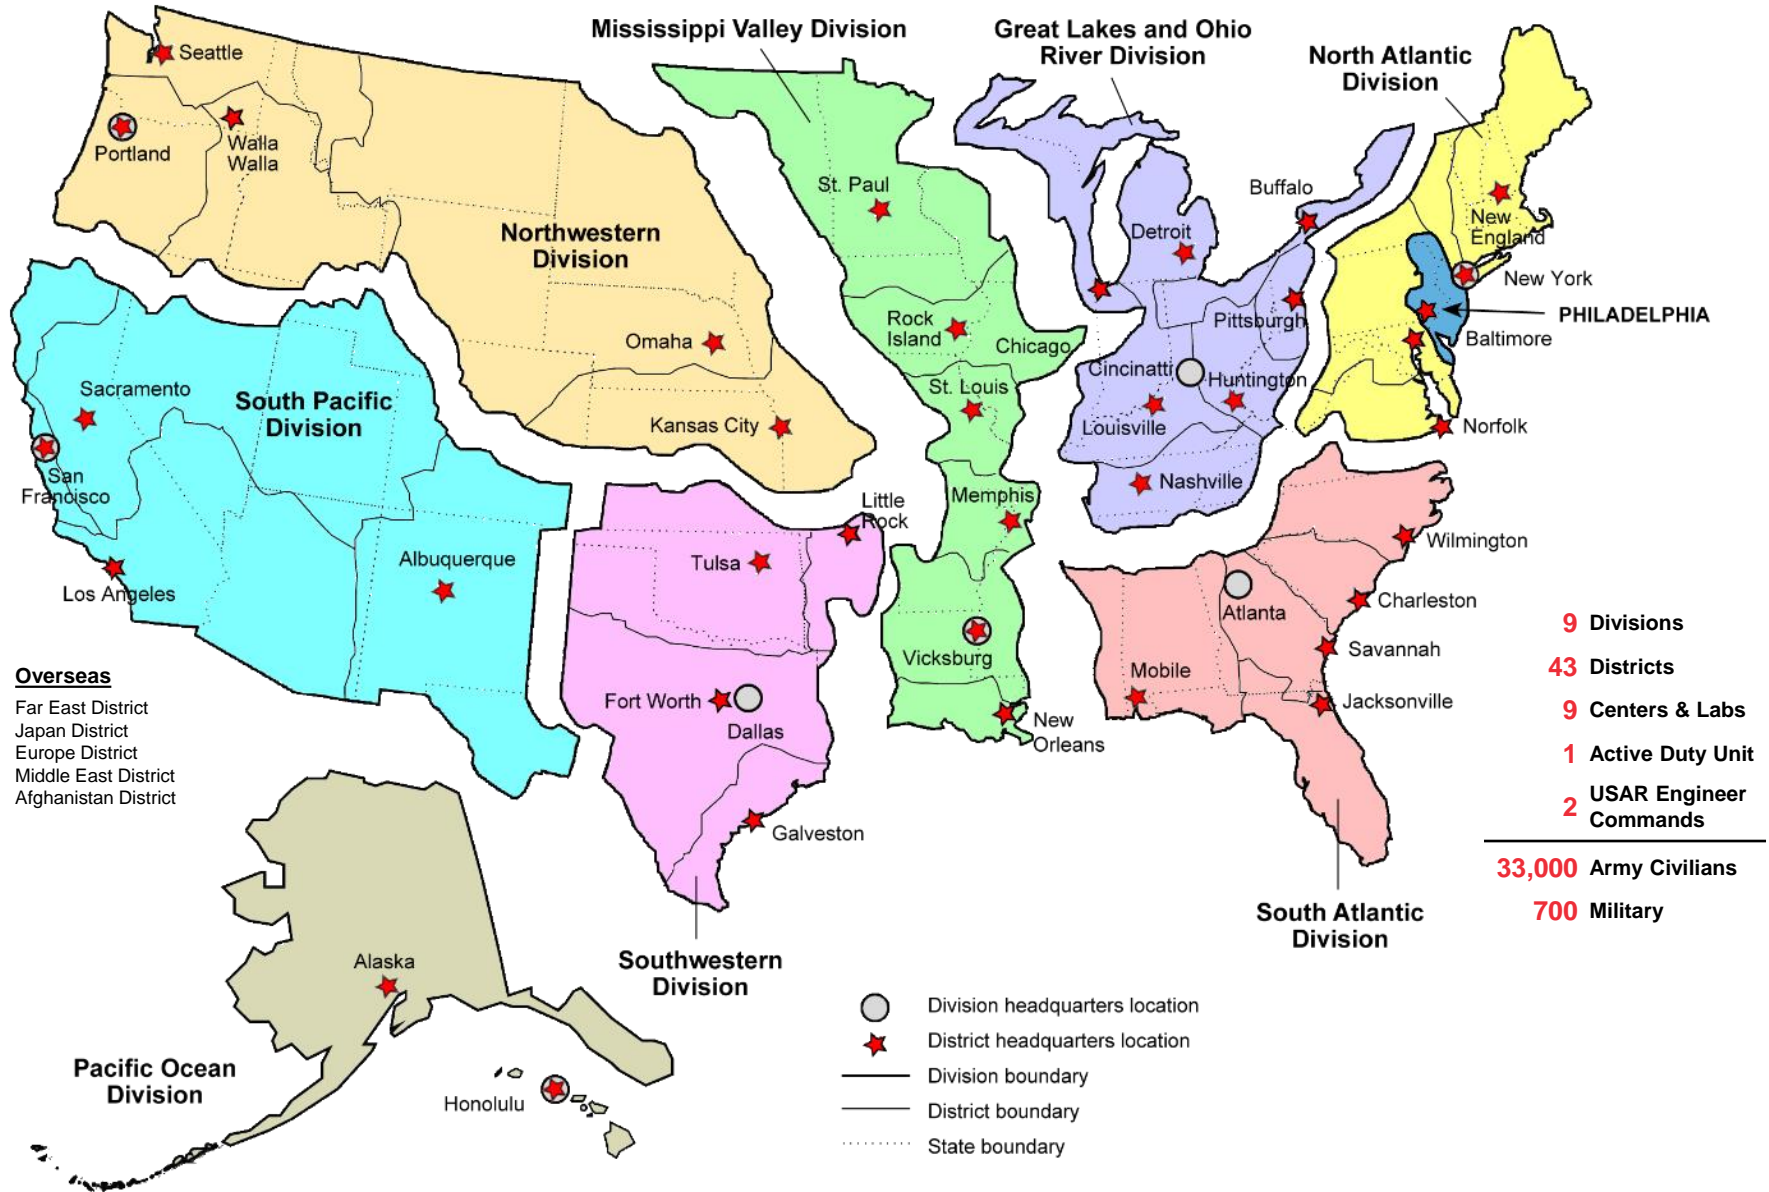 Mississippi Valley Division
Great Lakes and Ohio
River Division
North Atlantic
Division
Seattle
Portland
Walla
Walla
Northwestern
Division
Omaha
Kansas City
St. Paul
Rock
Island
Chicago
St. Louis
Memphis
Vicksburg
New
Orleans
Detroit
Buffalo
Pittsburgh
Cincinatti
Huntington
Louisville
Nashville
New
England
New York
PHILADELPHIA
Baltimore
Norfolk
Sacramento
South Pacific
Division
San
Francisco
Los Angeles
Albuquerque
Little
Rock
Tulsa
Fort Worth
Dallas
Galveston
Southwestern
Division
Wilmington
Charleston
Atlanta
Savannah
Mobile
Jacksonville
South Atlantic
Division
Overseas
Far East District
Japan District
Europe District
Middle East District
Afghanistan District
Alaska
Pacific Ocean
Division
Honolulu
9 Divisions
43 Districts
9 Centers & Labs
1 Active Duty Unit
2 USAR Engineer
Commands
33,000 Army Civilians
700 Military
Division headquarters location
District headquarters location
Division boundary
District boundary
State boundary